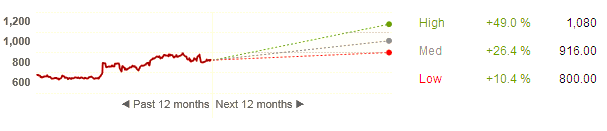 1,200
1,000
800
600
High +49.0 % 1,080
Med +26.4 % 916.00
Low +10.4 % 800.00
◀ Past 12 months Next 12 months ▶